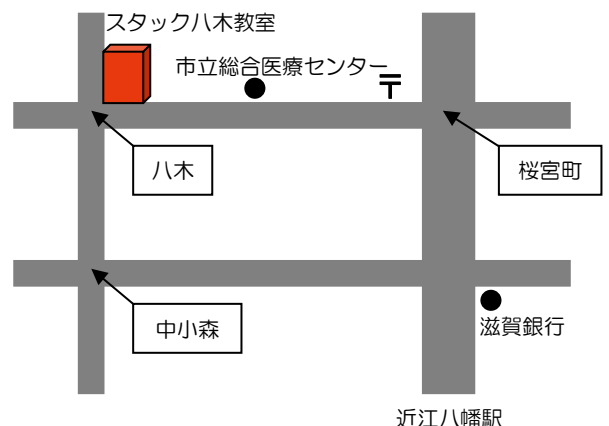 スタック八木教室
市立総合医療センター
〒
八木
桜宮町
中小森
滋賀銀行
近江八幡駅